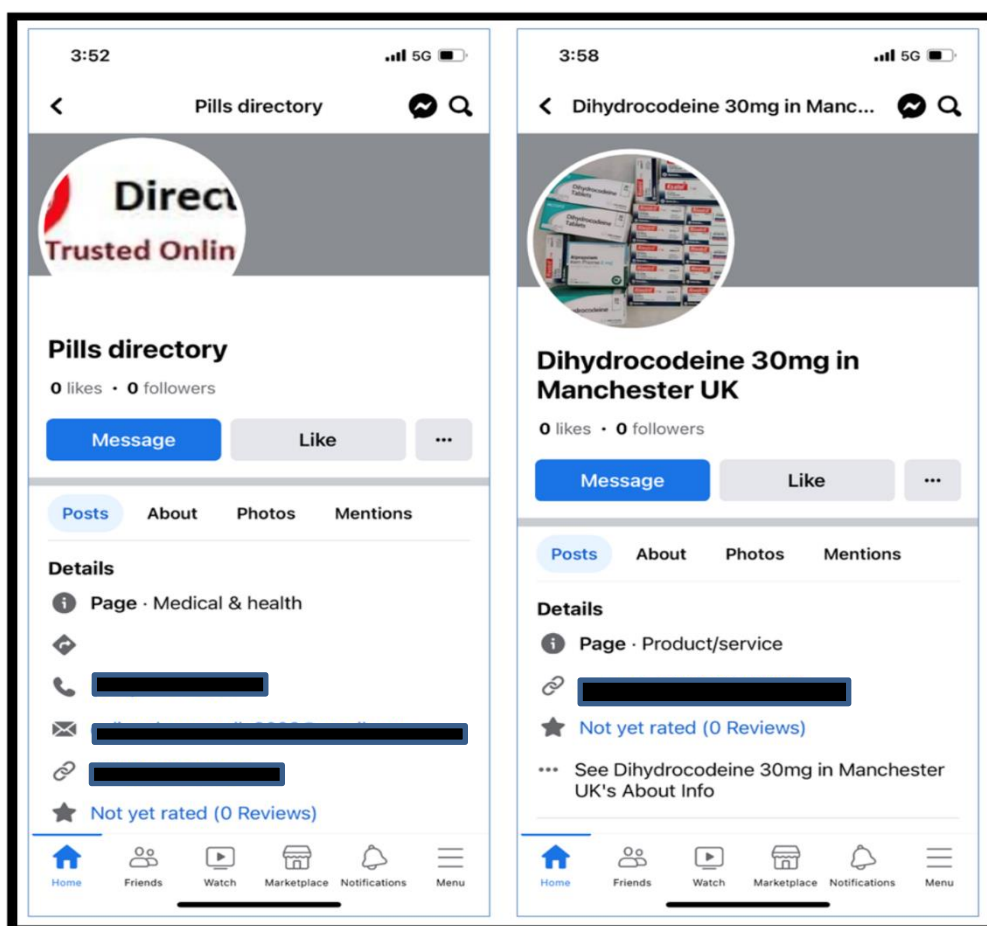 3:52
5G
Pills directory
Direct
Trusted Onlin
Pills directory
0 likes • 0 followers
Message
Like
Posts
About
Photos
Mentions
Details
Page · Medical & health
Not yet rated (0 Reviews)
Home
Friends
Watch
Marketplace
Notifications
Menu
3:58
5G
Dihydrocodeine 30mg in Manc...
Dihydrocodeine
Tablets
Dihydrocodeine
Tablets
Dihydrocodeine 30mg in
Manchester UK
0 likes • 0 followers
Message
Like
Posts
About
Photos
Mentions
Details
Page · Product/service
Not yet rated (0 Reviews)
See Dihydrocodeine 30mg in Manchester
UK's About Info
Home
Friends
Watch
Marketplace
Notifications
Menu